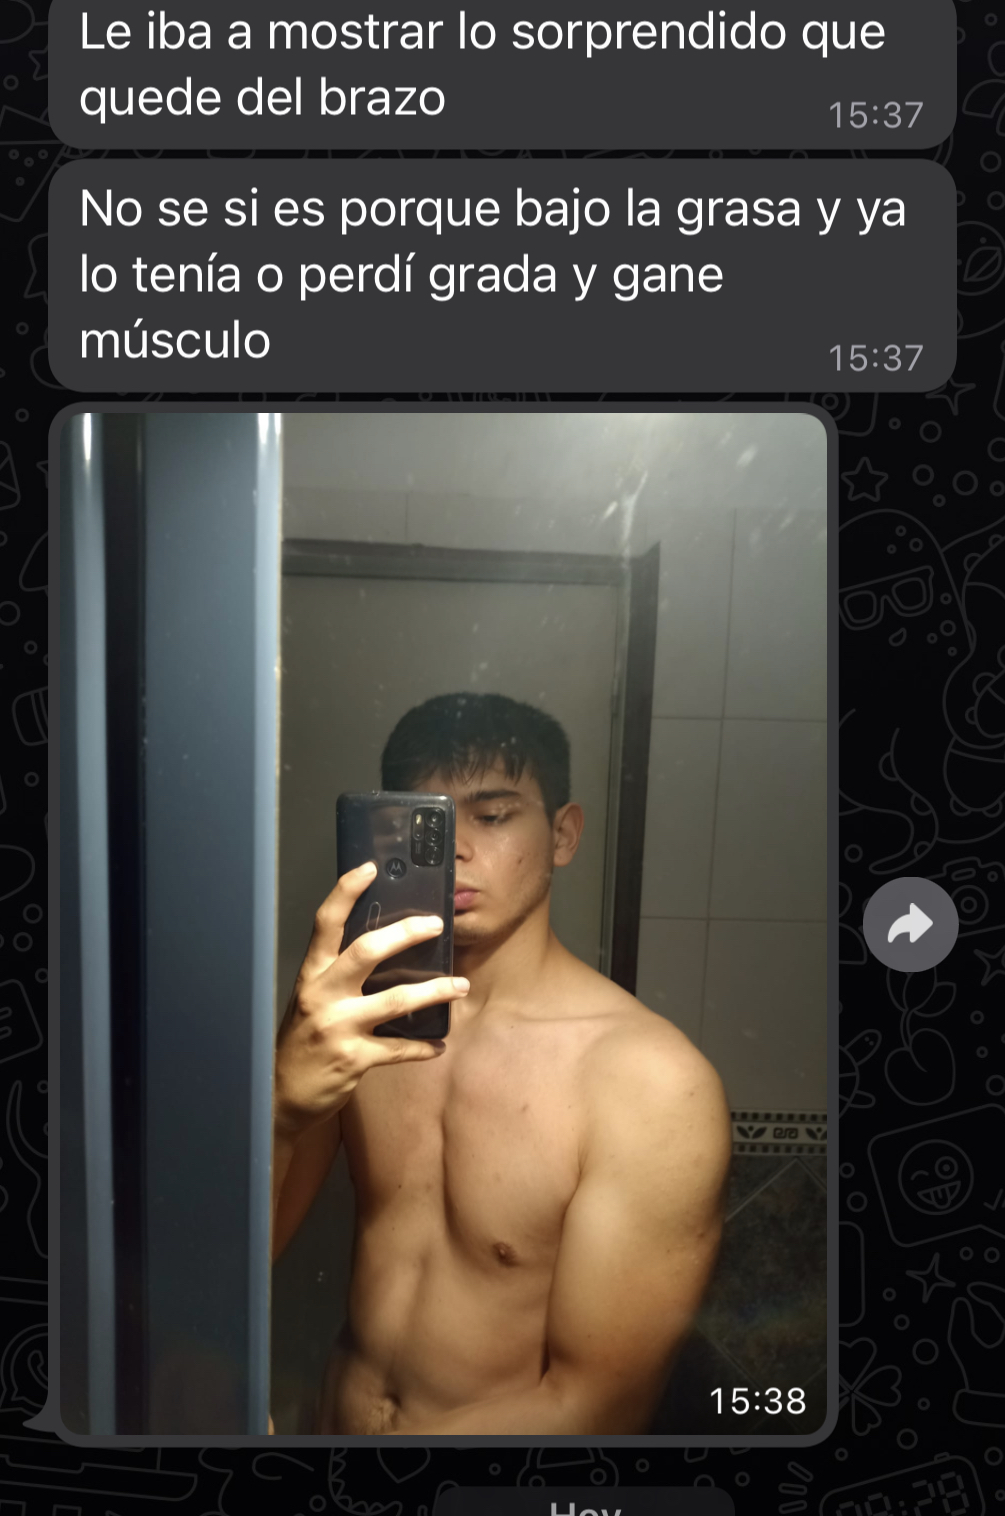 Le iba a mostrar lo sorprendido que
quede del brazo
15:37
No se si es porque bajo la grasa y ya
lo tenía o perdí grada y gane
músculo
15:37
15:38
Hoy